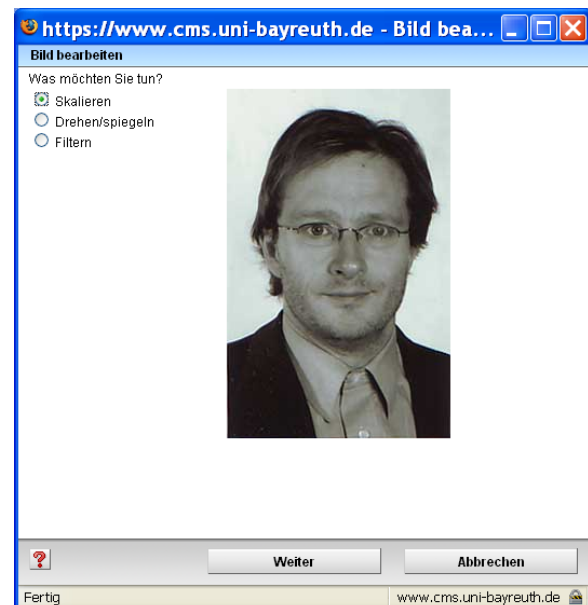 https://www.cms.uni-bayreuth.de - Bild bea...
Bild bearbeiten
Was möchten Sie tun?
Skalieren
Drehen/spiegeln
Filtern
?
Weiter
Abbrechen
Fertig
www.cms.uni-bayreuth.de